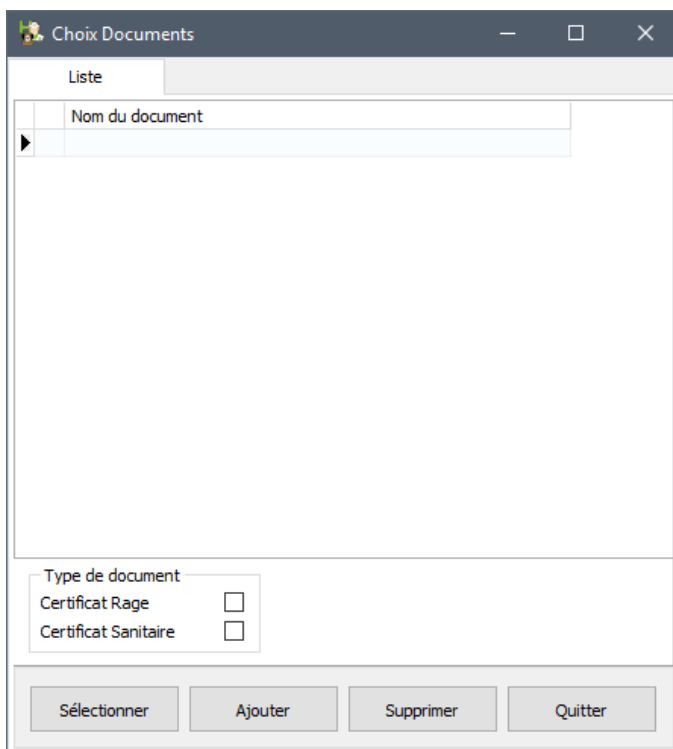 Choix Documents
Liste
Nom du document
Type de document
Certificat Rage
Certificat Sanitaire
Sélectionner Ajouter Supprimer Quitter